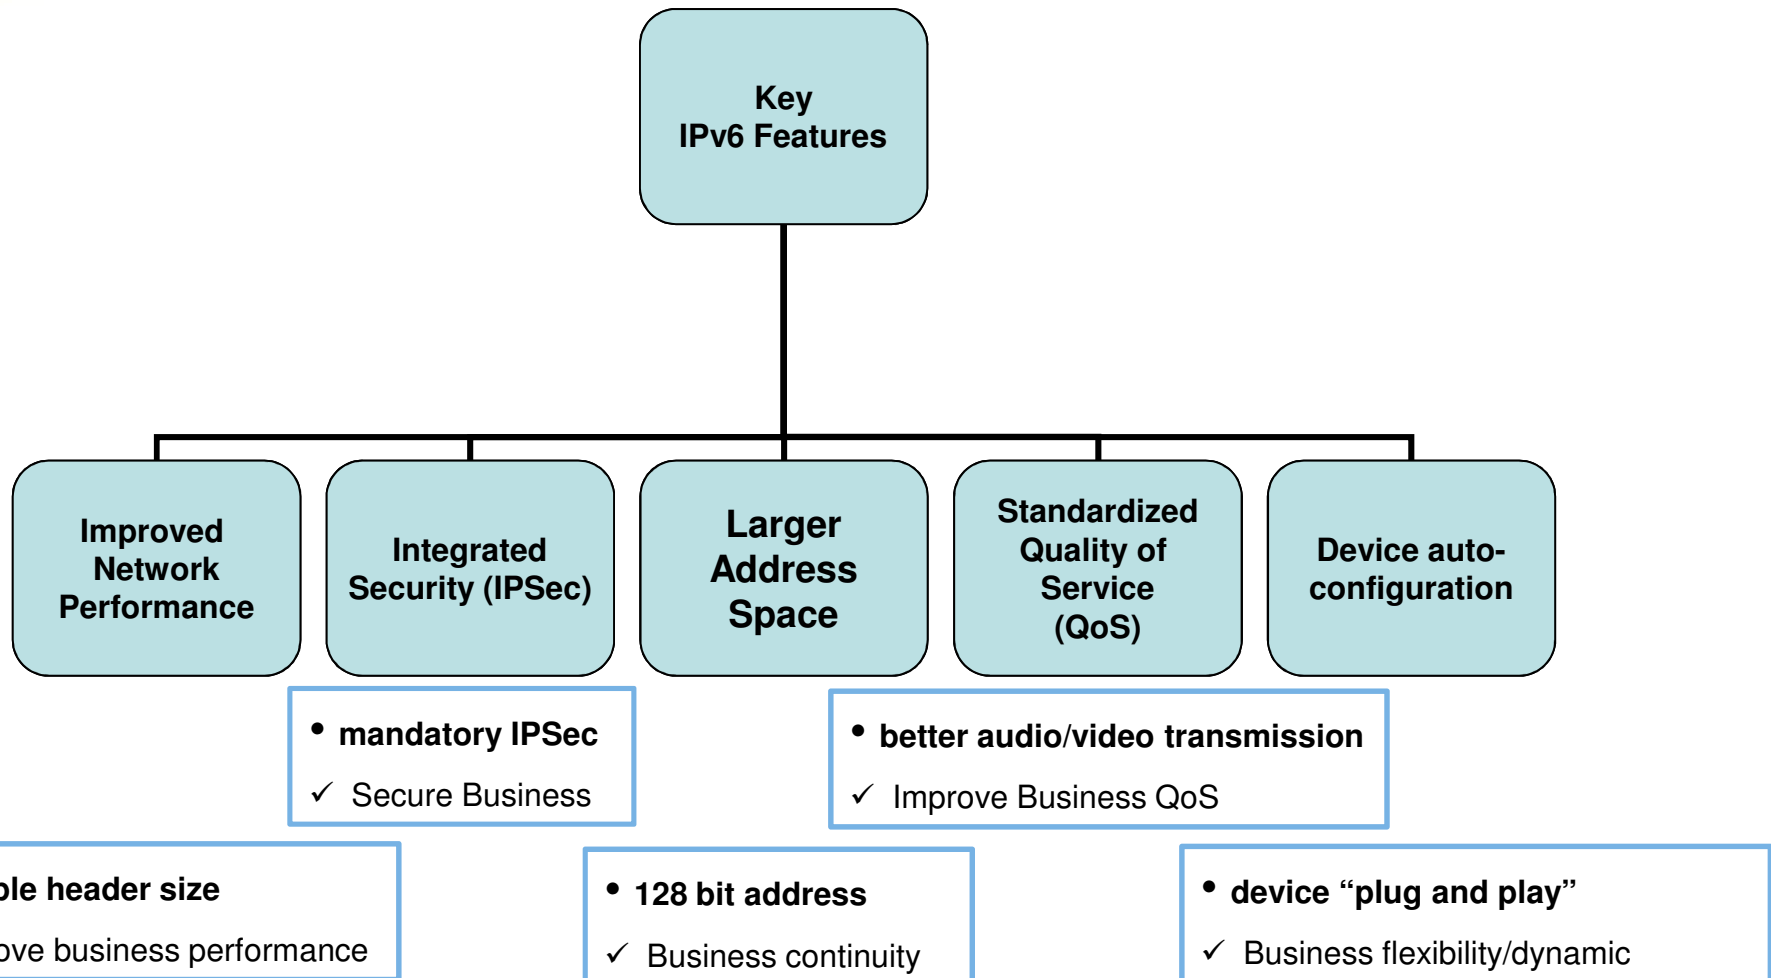 Key
IPv6 Features
Improved
Network
Performance
Integrated
Security (IPSec)
Larger
Address
Space
Standardized
Quality of
Service
(QoS)
Device auto-
configuration
• mandatory IPSec
✓ Secure Business
• better audio/video transmission
✓ Improve Business QoS
header size
business performance
• 128 bit address
✓ Business continuity
• device “plug and play”
✓ Business flexibility/dynamic